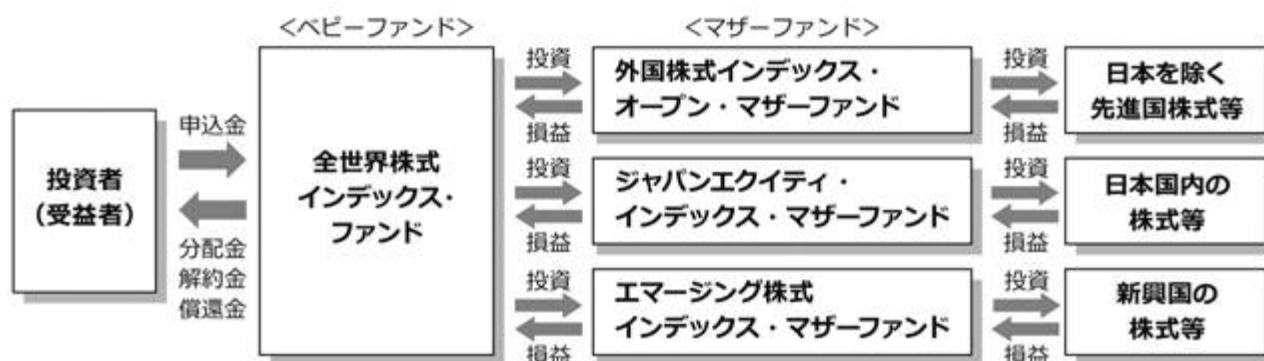 <ベビーファンド>
<マザーファンド>
投資者
(受益者)
申込金
分配金
解約金
償還金
全世界株式
インデックス・
ファンド
投資
損益
外国株式インデックス・
オープン・マザーファンド
投資
損益
日本を除く
先進国株式等
投資
損益
ジャパンエクイティ・
インデックス・マザーファンド
投資
損益
日本国内の
株式等
投資
損益
エマージング株式
インデックス・マザーファンド
投資
損益
新興国の
株式等